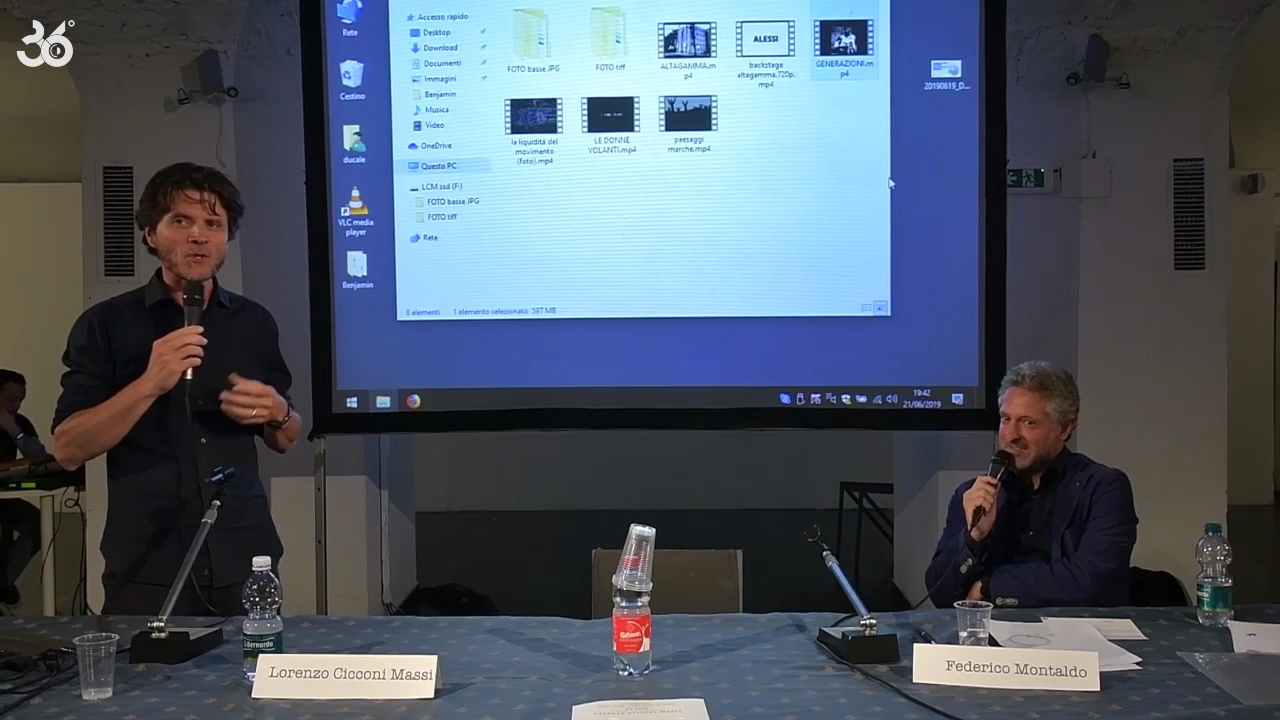 36°
Rete
Cestino
ducale
VLC media
player
Benjamin
Accesso rapido
Desktop
Download
Documenti
Immagini
Benjamin
Musica
Video
OneDrive
Questo PC
LCM ssd (F:)
FOTO basse JPG
FOTO tiff
Rete
FOTO basse JPG
FOTO tiff
ALTAGAMMA.m
p4
ALESSI
backstage
altagamma.720p.
mp4
GENERAZIONI.m
p4
la liquidità del
movimento
(foto).mp4
LE DONNE
VOLANTI.mp4
paesaggi
marche.mp4
8 elementi
1 elemento selezionato 597 MB
20190619_D...
19:42
21/06/2019
S.Bernardo
Lorenzo Cicconi Massi
Federico Montaldo